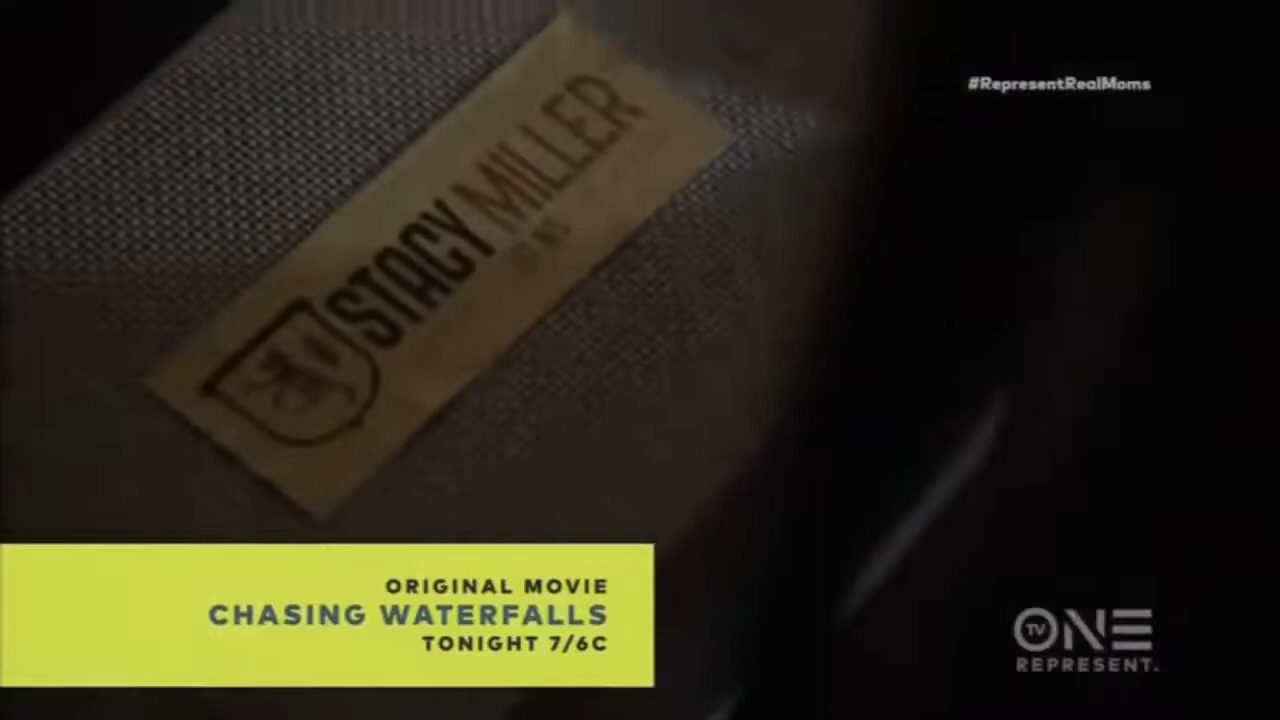 #RepresentRealMoms
STACY MILLER
ORIGINAL MOVIE
CHASING WATERFALLS
TONIGHT 7/6C
TV ONE
REPRESENT.